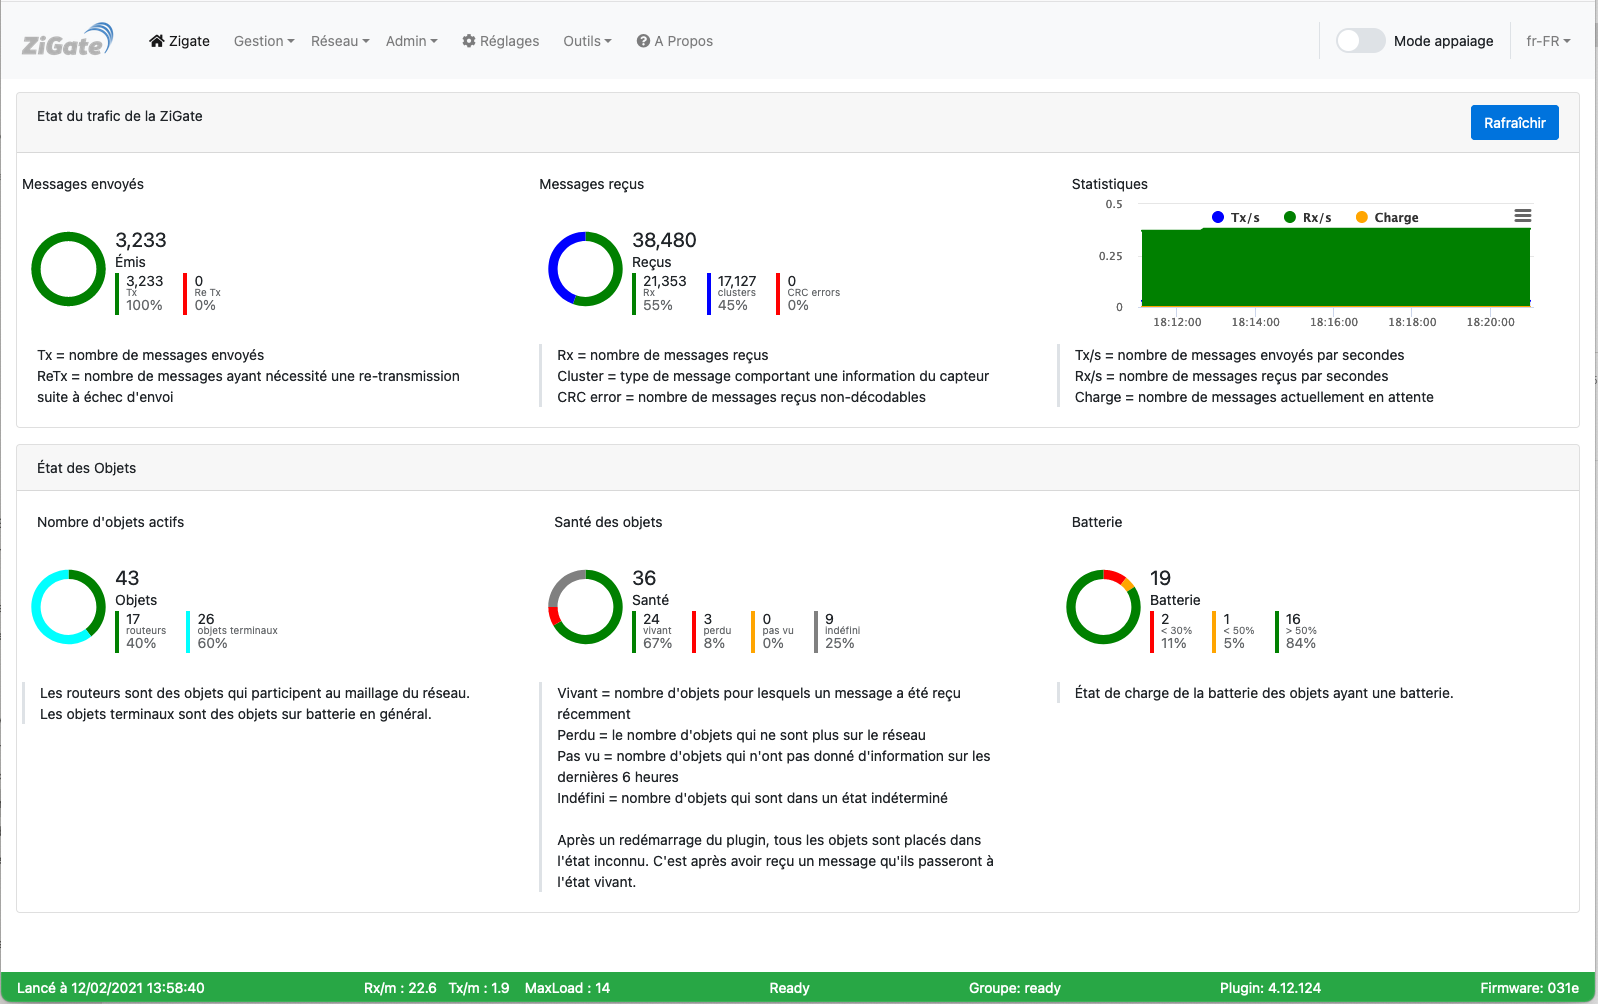 ZiGate
Zigate Gestion Réseau Admin Réglages Outils A Propos Mode appaiage fr-FR
Etat du trafic de la ZiGate
Rafraîchir
Messages envoyés
3,233
Émis
3,233
Tx
100%
0
Re Tx
0%
Tx = nombre de messages envoyés
ReTx = nombre de messages ayant nécessité une re-transmission
suite à échec d'envoi
Messages reçus
38,480
Reçus
21,353
Rx
55%
17,127
clusters
45%
0
CRC errors
0%
Rx = nombre de messages reçus
Cluster = type de message comportant une information du capteur
CRC error = nombre de messages reçus non-décodables
Statistiques
0.5
Tx/s Rx/s Charge
0.25
0
18:12:00 18:14:00 18:16:00 18:18:00 18:20:00
Tx/s = nombre de messages envoyés par secondes
Rx/s = nombre de messages reçus par secondes
Charge = nombre de messages actuellement en attente
État des Objets
Nombre d'objets actifs
43
Objets
17
routeurs
40%
26
objets terminaux
60%
Les routeurs sont des objets qui participent au maillage du réseau.
Les objets terminaux sont des objets sur batterie en général.
Santé des objets
36
Santé
24
vivant
67%
3
perdu
8%
0
pas vu
0%
9
indéfini
25%
Vivant = nombre d'objets pour lesquels un message a été reçu
récemment
Perdu = le nombre d'objets qui ne sont plus sur le réseau
Pas vu = nombre d'objets qui n'ont pas donné d'information sur les
dernières 6 heures
Indéfini = nombre d'objets qui sont dans un état indéterminé
Après un redémarrage du plugin, tous les objets sont placés dans
l'état inconnu. C'est après avoir reçu un message qu'ils passeront à
l'état vivant.
Batterie
19
Batterie
2
< 30%
11%
1
< 50%
5%
16
> 50%
84%
État de charge de la batterie des objets ayant une batterie.
Lancé à 12/02/2021 13:58:40 Rx/m : 22.6 Tx/m : 1.9 MaxLoad : 14 Ready Groupe: ready Plugin: 4.12.124 Firmware: 031e